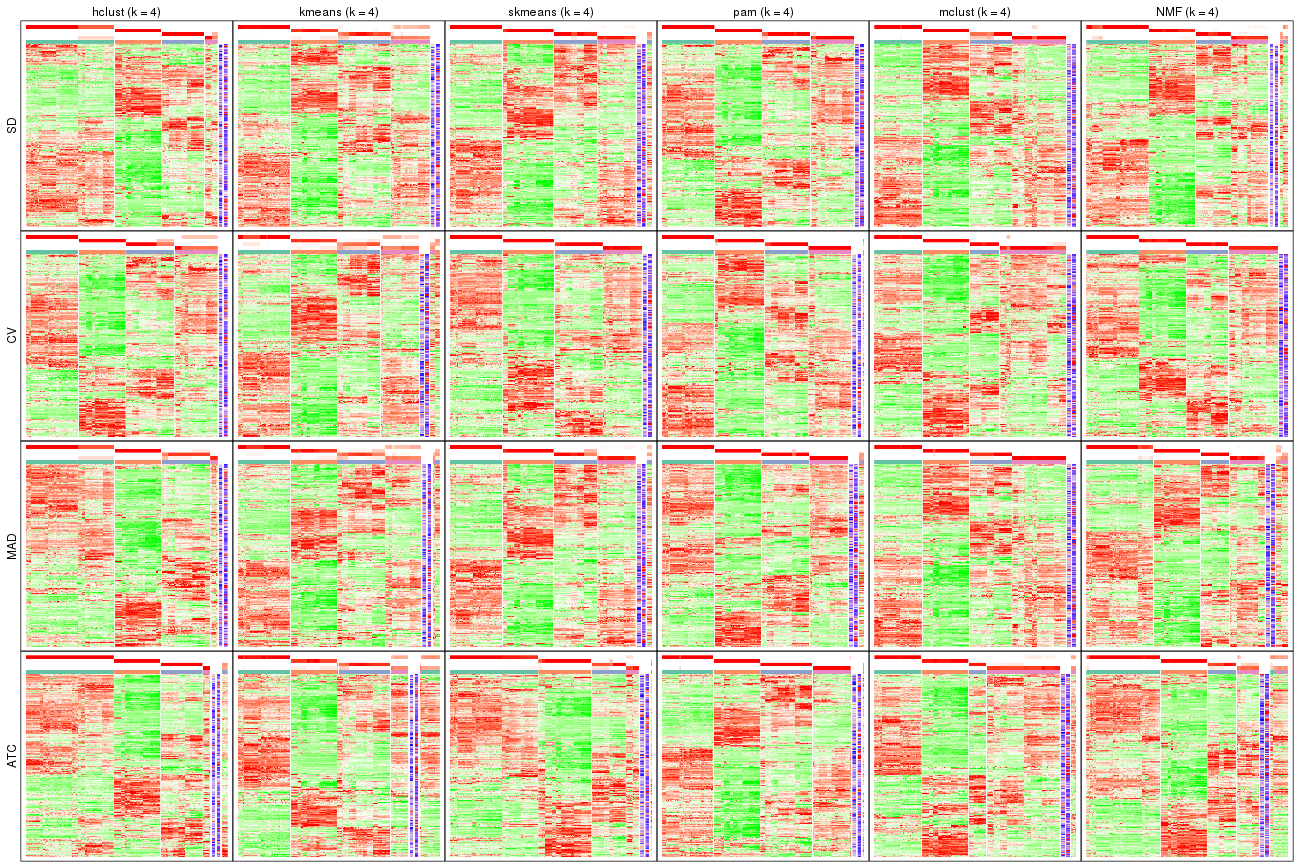 hclust (k = 4) kmeans (k = 4) skmeans (k = 4) pam (k = 4) mclust (k = 4) NMF (k = 4)
SD
CV
MAD
ATC